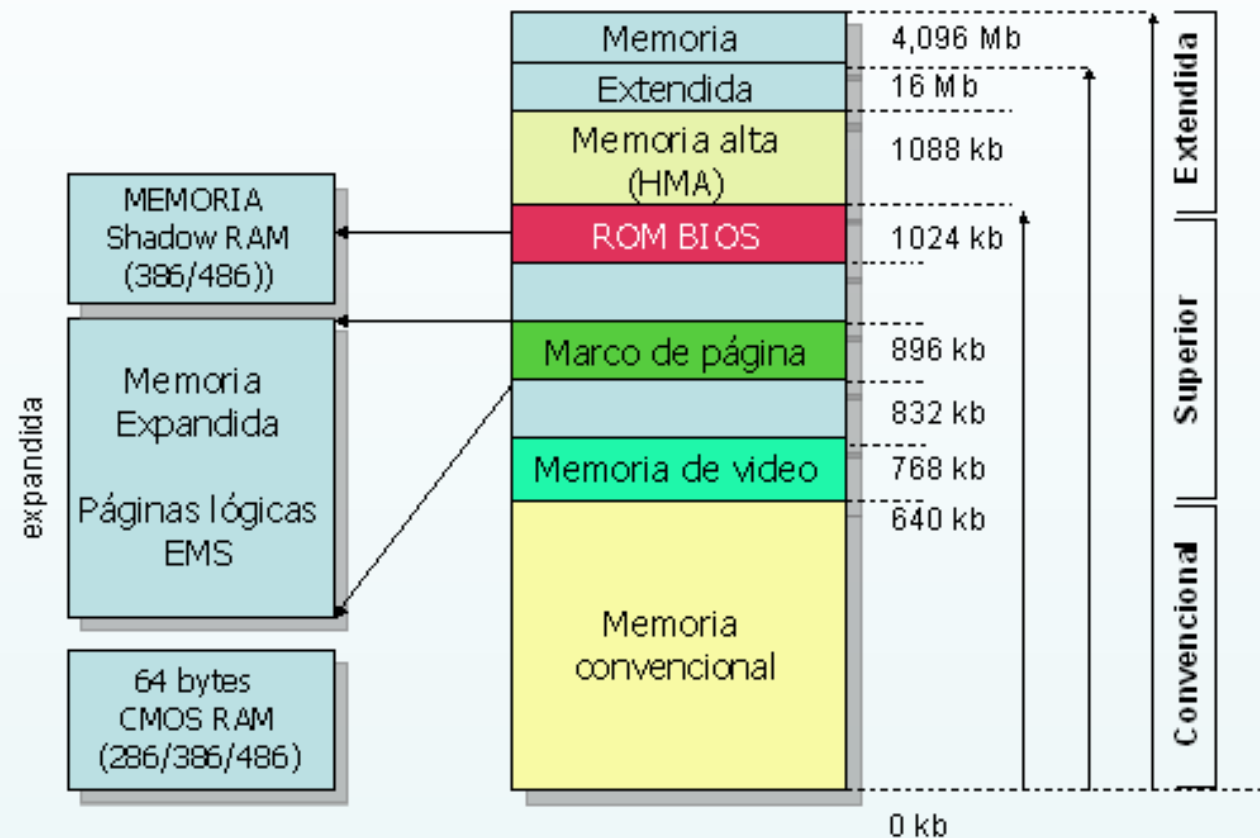 Memoria
Extendida
Memoria alta
(HMA)
ROM BIOS
Marco de página
Memoria de video
Memoria
convencional
4,096 Mb
16 Mb
1088 kb
1024 kb
896 kb
832 kb
768 kb
640 kb
0 kb
Extendida
Superior
Convencional
MEMORIA
Shadow RAM
(386/486))
expandida
Memoria
Expandida
Páginas lógicas
EMS
64 bytes
CMOS RAM
(286/386/486)